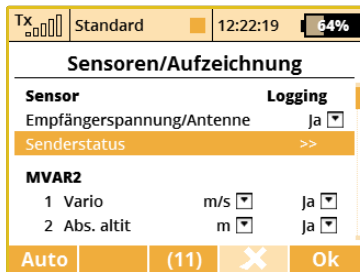 Tx Standard 12:22:19 64%
Sensoren/Aufzeichnung
Sensor Logging
Empfängerspannung/Antenne Ja
Senderstatus >>
MVAR2
1 Vario m/s Ja
2 Abs. altit m Ja
Auto (11) Ok